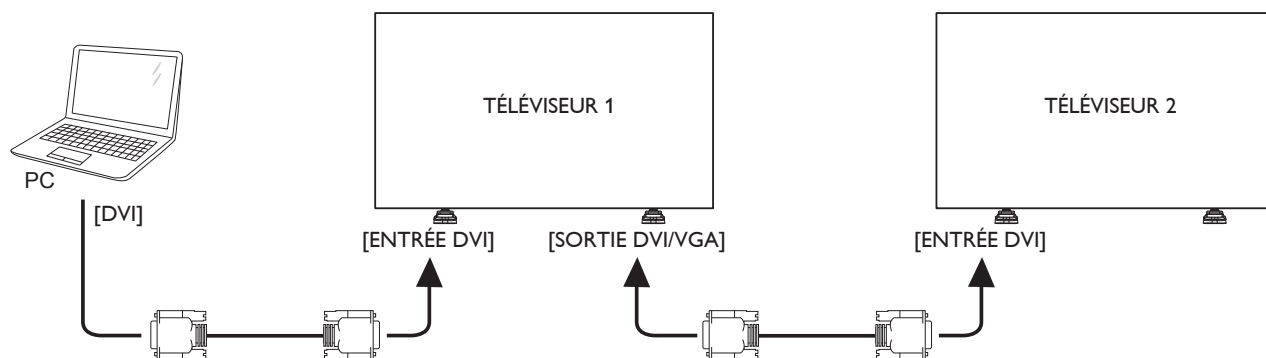 TÉLÉVISEUR 1
TÉLÉVISEUR 2
PC
[DVI]
[ENTRÉE DVI]
[SORTIE DVI/VGA]
[ENTRÉE DVI]